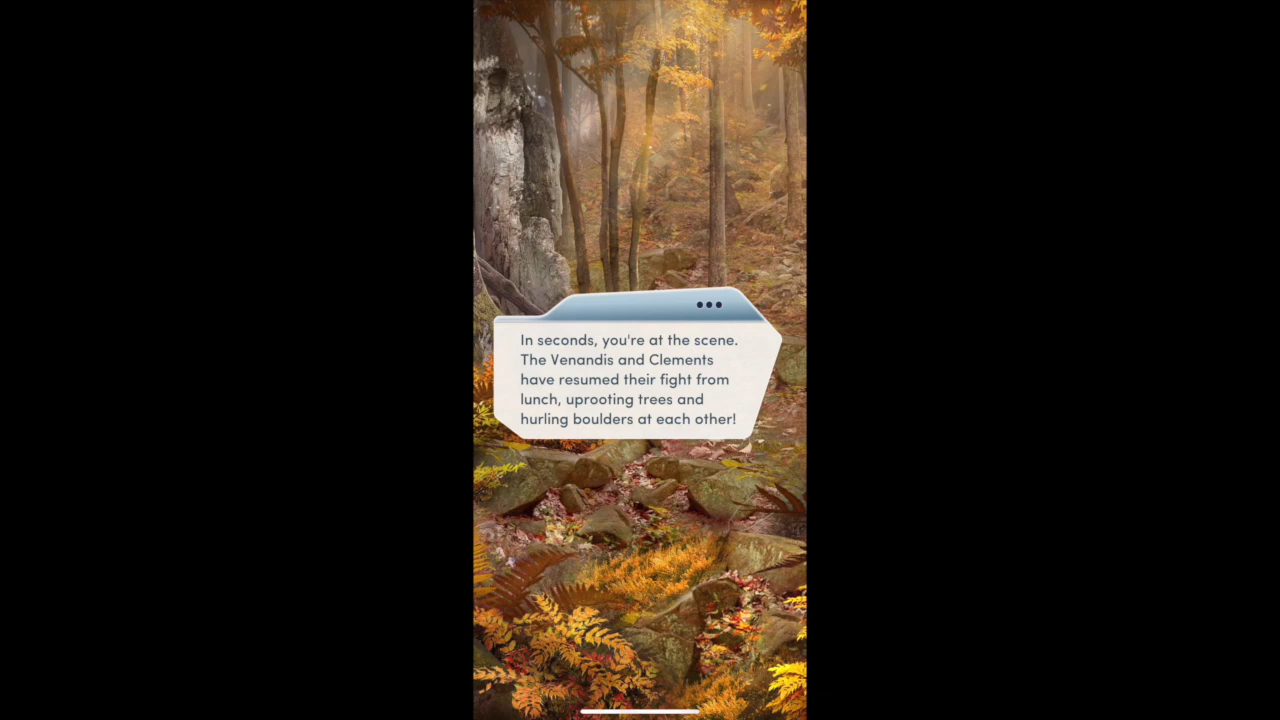 In seconds, you're at the scene.
The Venandis and Clements
have resumed their fight from
lunch, uprooting trees and
hurling boulders at each other!